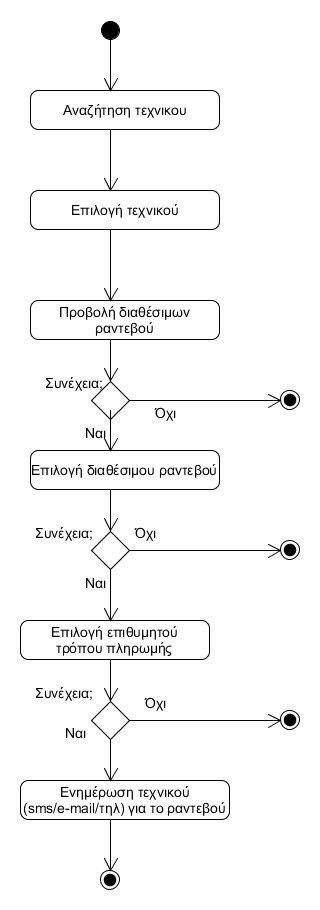 Αναζήτηση τεχνικου
Επιλογή τεχνικού
Προβολή διαθέσιμων
ραντεβού
Συνέχεια;
Όχι
Ναι
Επιλογή διαθέσιμου ραντεβού
Συνέχεια;
Όχι
Ναι
Επιλογή επιθυμητού
τρόπου πληρωμής
Συνέχεια;
Όχι
Ναι
Ενημέρωση τεχνικού
(sms/e-mail/τηλ) για το ραντεβού